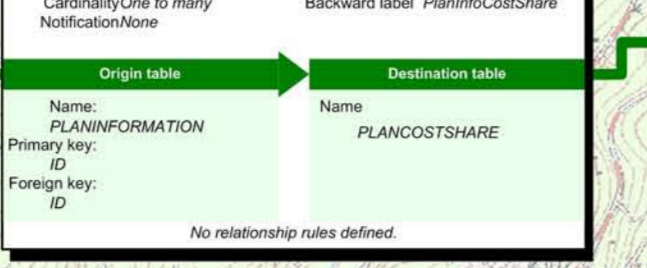 Cardinality One to many Backward label PlanInfoCostShare
Notification None
Origin table Destination table
Name: Name
PLANINFORMATION PLANCOSTSHARE
Primary key:
ID
Foreign key:
ID
No relationship rules defined.